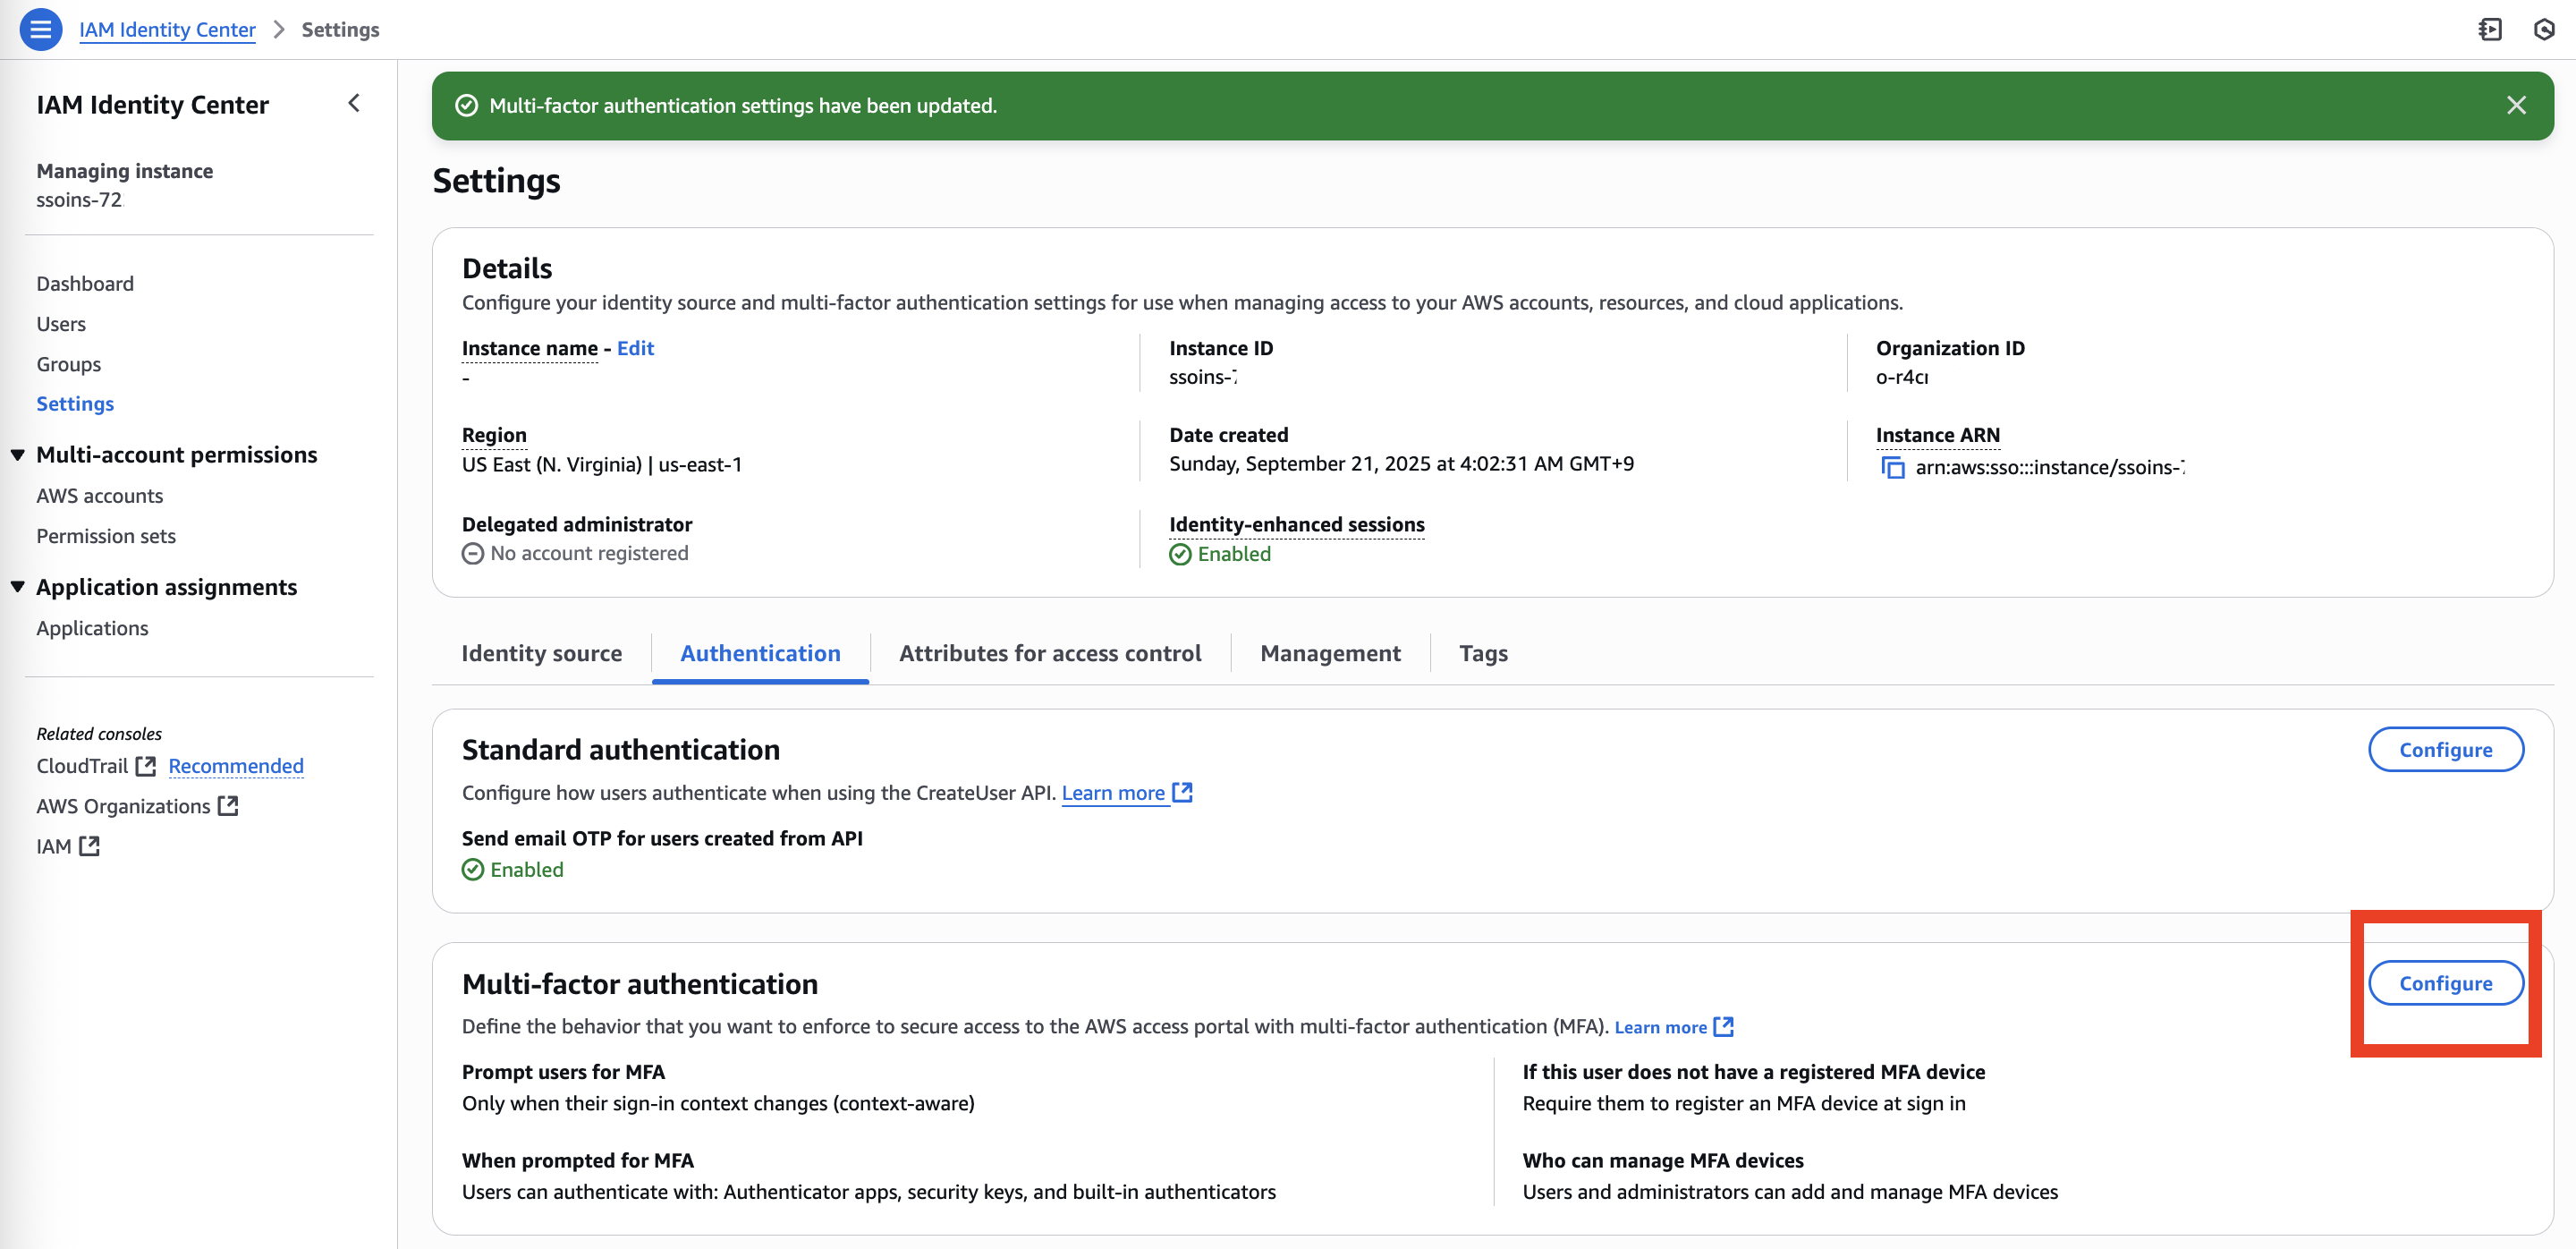 IAM Identity Center > Settings
IAM Identity Center
Managing instance
ssoins-72
Dashboard
Users
Groups
Settings
Multi-account permissions
AWS accounts
Permission sets
Application assignments
Applications
Related consoles
CloudTrail Recommended
AWS Organizations
IAM
Multi-factor authentication settings have been updated.
Settings
Details
Configure your identity source and multi-factor authentication settings for use when managing access to your AWS accounts, resources, and cloud applications.
Instance name - Edit
-
Instance ID
ssoins-7
Organization ID
o-r4cr
Region
US East (N. Virginia) | us-east-1
Date created
Sunday, September 21, 2025 at 4:02:31 AM GMT+9
Instance ARN
arn:aws:sso:::instance/ssoins-7
Delegated administrator
No account registered
Identity-enhanced sessions
Enabled
Identity source
Authentication
Attributes for access control
Management
Tags
Standard authentication
Configure
Configure how users authenticate when using the CreateUser API. Learn more
Send email OTP for users created from API
Enabled
Multi-factor authentication
Configure
Define the behavior that you want to enforce to secure access to the AWS access portal with multi-factor authentication (MFA). Learn more
Prompt users for MFA
Only when their sign-in context changes (context-aware)
If this user does not have a registered MFA device
Require them to register an MFA device at sign in
When prompted for MFA
Users can authenticate with: Authenticator apps, security keys, and built-in authenticators
Who can manage MFA devices
Users and administrators can add and manage MFA devices